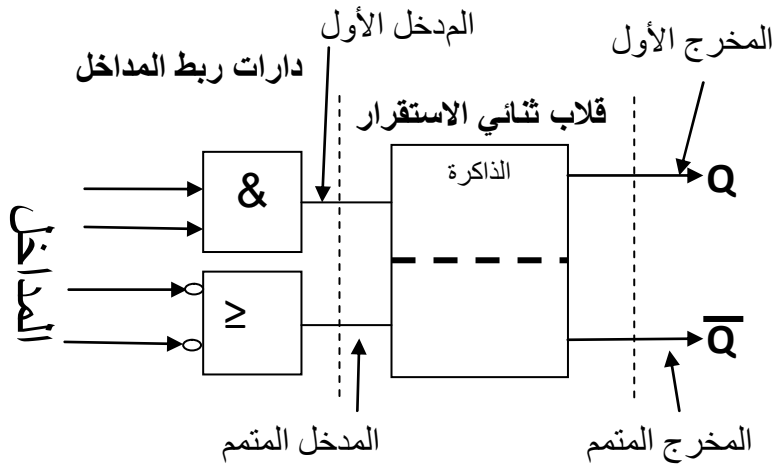 المدخل الأول
المخرج الأول
دارات ربط المداخل
قلاب ثنائي الاستقرار
الذاكرة
&
Q
المداخل
≥
Q̅
المدخل المتمم
المخرج المتمم